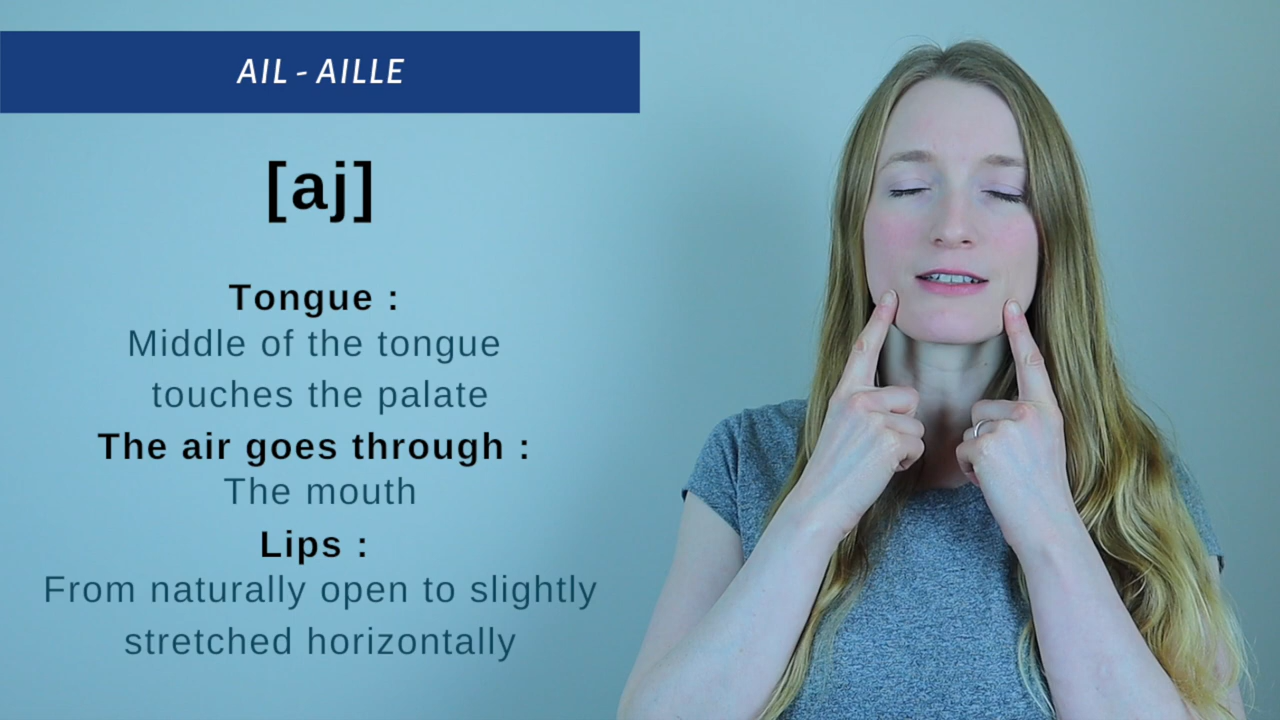 AIL - AILLE
[aj]
Tongue :
Middle of the tongue
touches the palate
The air goes through :
The mouth
Lips :
From naturally open to slightly
stretched horizontally